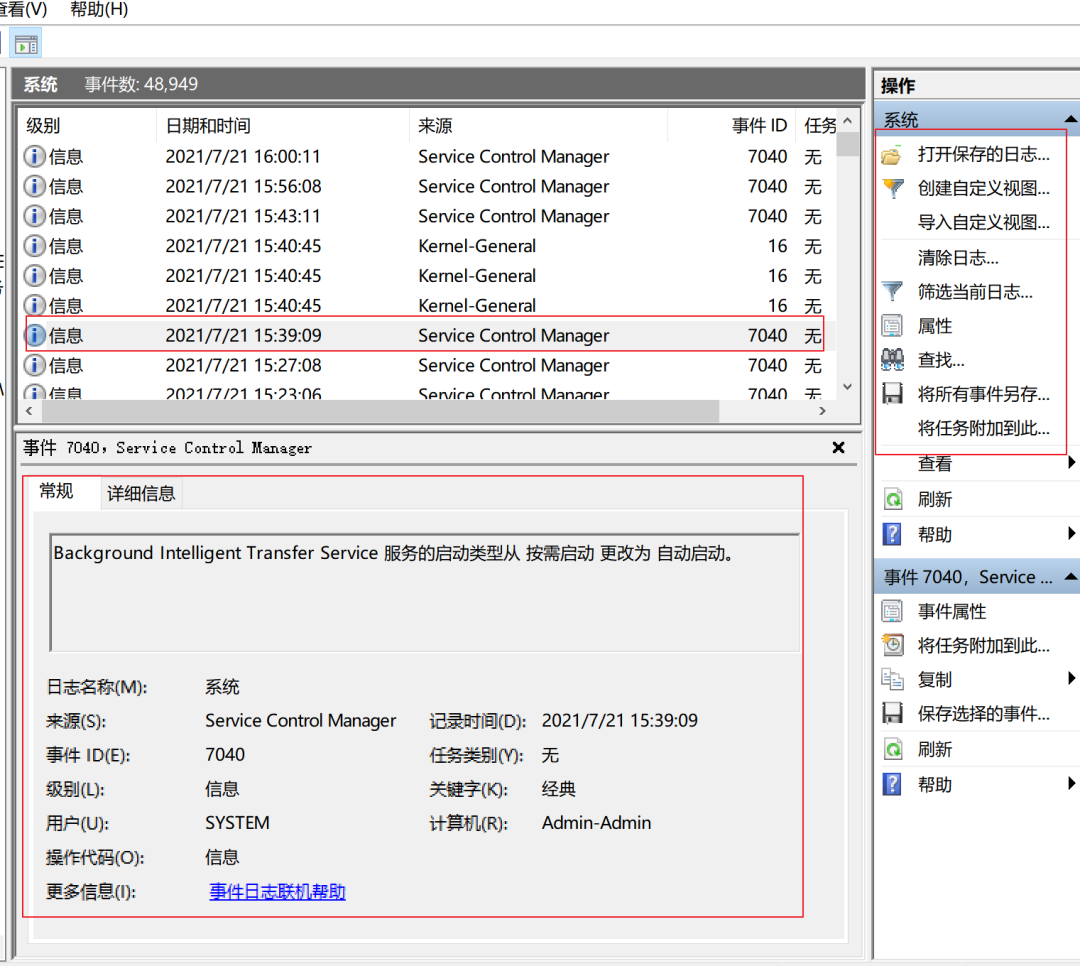 查看(V) 帮助(H)
系统 事件数: 48,949
级别 日期和时间 来源 事件 ID 任务
信息 2021/7/21 16:00:11 Service Control Manager 7040 无
信息 2021/7/21 15:56:08 Service Control Manager 7040 无
信息 2021/7/21 15:43:11 Service Control Manager 7040 无
信息 2021/7/21 15:40:45 Kernel-General 16 无
信息 2021/7/21 15:40:45 Kernel-General 16 无
信息 2021/7/21 15:40:45 Kernel-General 16 无
信息 2021/7/21 15:39:09 Service Control Manager 7040 无
信息 2021/7/21 15:27:08 Service Control Manager 7040 无
信息 2021/7/21 15:23:06 Service Control Manager 7040 无
事件 7040，Service Control Manager
常规 详细信息
Background Intelligent Transfer Service 服务的启动类型从 按需启动 更改为 自动启动。
日志名称(M): 系统
来源(S): Service Control Manager 记录时间(D): 2021/7/21 15:39:09
事件 ID(E): 7040 任务类别(Y): 无
级别(L): 信息 关键字(K): 经典
用户(U): SYSTEM 计算机(R): Admin-Admin
操作代码(O): 信息
更多信息(I): 事件日志联机帮助
操作
系统
打开保存的日志...
创建自定义视图...
导入自定义视图...
清除日志...
筛选当前日志...
属性
查找...
将所有事件另存...
将任务附加到此...
查看
刷新
帮助
事件 7040，Service ...
事件属性
将任务附加到此...
复制
保存选择的事件...
刷新
帮助